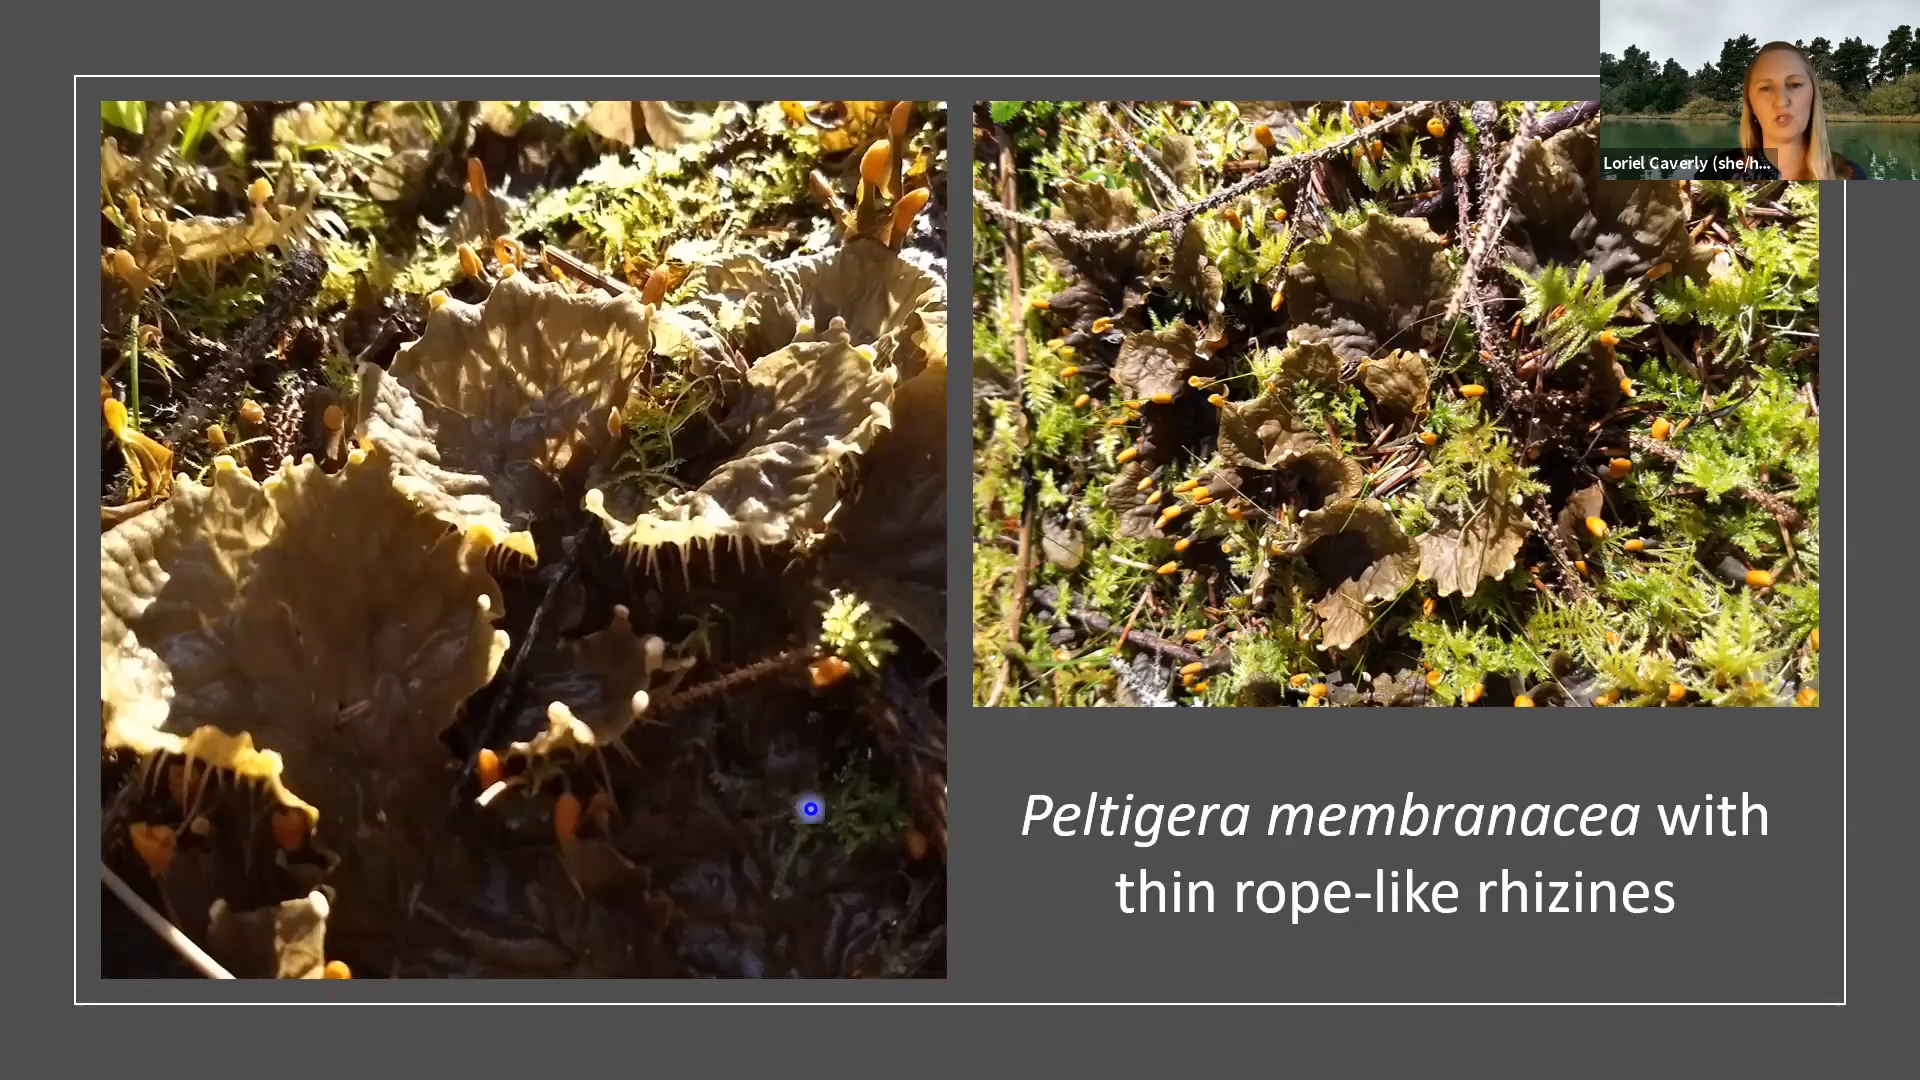 Loriel Caverly (she/h...
Peltigera membranacea with
thin rope-like rhizines